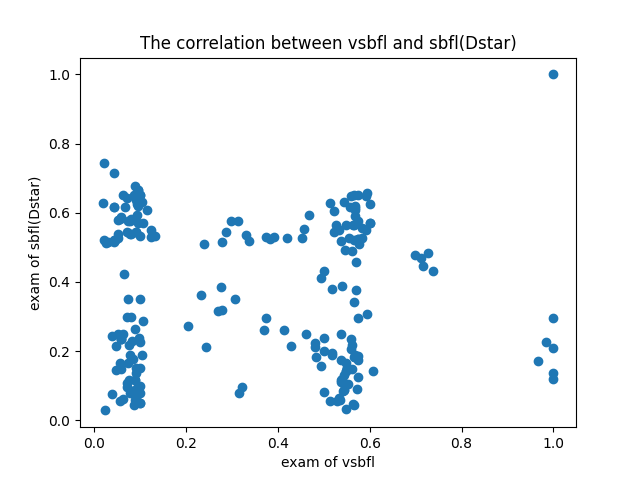 The correlation between vsbfl and sbfl(Dstar)
1.0
0.8
0.6
0.4
0.2
0.0
exam of sbfl(Dstar)
0.0 0.2 0.4 0.6 0.8 1.0
exam of vsbfl